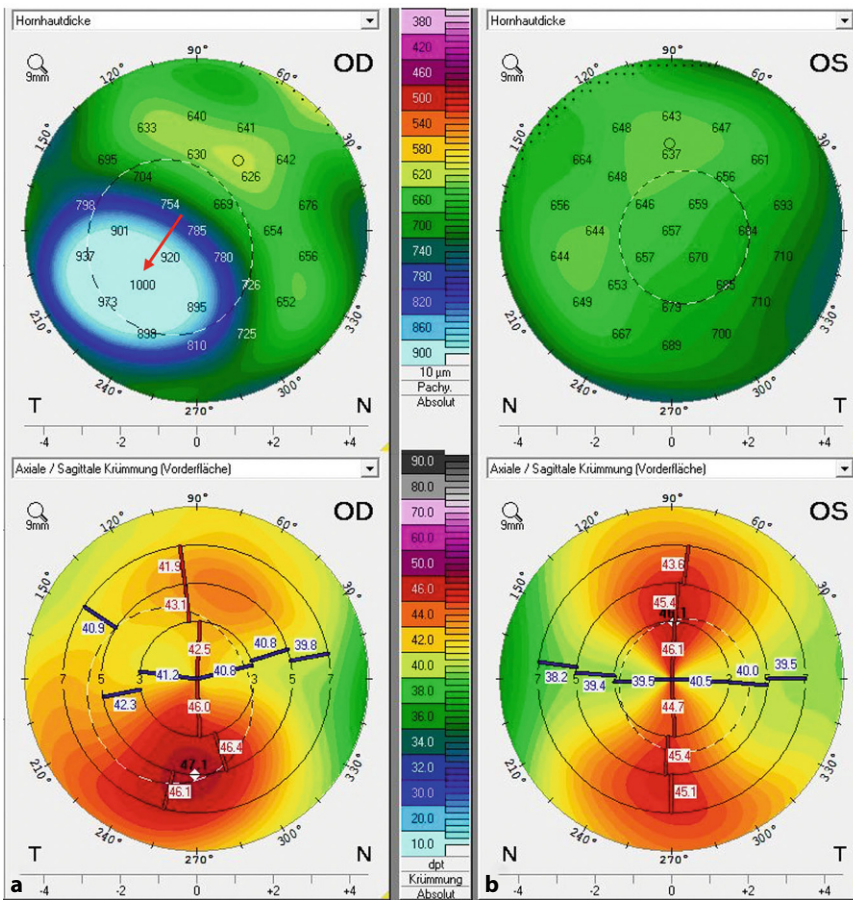 Hornhautdicke
OD
9mm
90°
120° 60°
150° 30°
640
633 641
630
695 626 642
704
798 754 669 676
901 785 654
937 920 780 656
1000 726
973 895 652
898 725
810
210° 330°
240° 300°
270°
T N
-4 -2 0 +2 +4
380
420
460
500
540
580
620
660
700
740
780
820
860
900
10 µm
Pachy.
Absolut
Hornhautdicke
OS
9mm
90°
120° 60°
150° 30°
643
648 647
637
664 661
648 656
656 646 659 693
644 657 684
644 657 670 710
653 685
649 679 710
667 700
689
210° 330°
240° 300°
270°
N T
-4 -2 0 +2 +4
Axiale / Sagittale Krümmung (Vorderfläche)
OD
9mm
90°
120° 60°
150° 30°
41.9
43.1
40.9
42.5 40.8 39.8
41.2 40.8
7 5 3 3 5 7
42.3 46.0
46.4
47.1
46.1
210° 330°
240° 300°
270°
T N
-4 -2 0 +2 +4
a
90.0
80.0
70.0
60.0
50.0
46.0
44.0
42.0
40.0
38.0
36.0
34.0
32.0
30.0
20.0
10.0
dpt
Krümmung
Absolut
Axiale / Sagittale Krümmung (Vorderfläche)
OS
9mm
90°
120° 60°
150° 30°
43.6
45.4
46.1
38.2 39.4 39.5 40.5 40.0 39.5
44.7
45.4
45.1
210° 330°
240° 300°
270°
N T
-4 -2 0 +2 +4
b